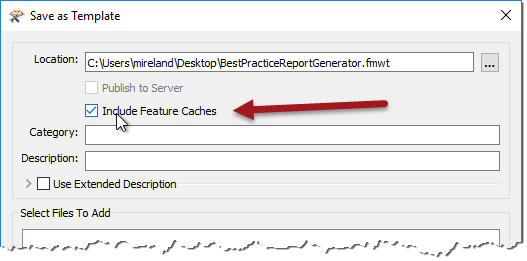 Save as Template
Location: C:\Users\mireland\Desktop\BestPracticeReportGenerator.fmwt ...
Publish to Server
Include Feature Caches
Category:
Description:
Use Extended Description
Select Files To Add